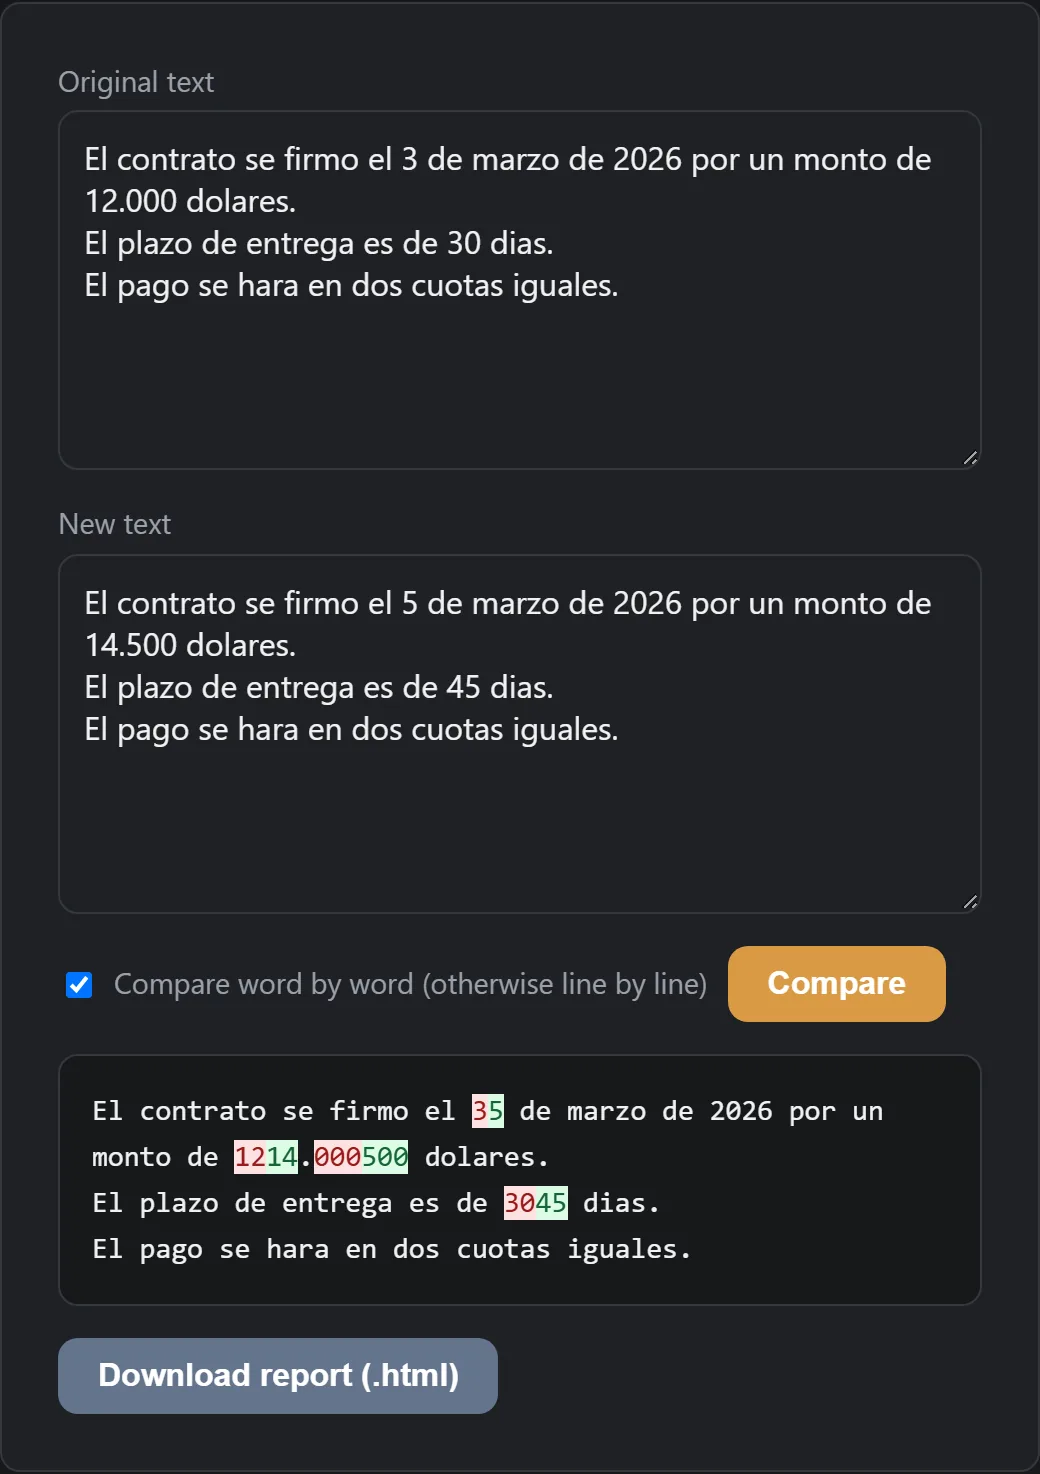 Original text
El contrato se firmo el 3 de marzo de 2026 por un monto de
12.000 dolares.
El plazo de entrega es de 30 dias.
El pago se hara en dos cuotas iguales.
New text
El contrato se firmo el 5 de marzo de 2026 por un monto de
14.500 dolares.
El plazo de entrega es de 45 dias.
El pago se hara en dos cuotas iguales.
Compare word by word (otherwise line by line)
Compare
El contrato se firmo el 35 de marzo de 2026 por un
monto de 1214.000500 dolares.
El plazo de entrega es de 3045 dias.
El pago se hara en dos cuotas iguales.
Download report (.html)